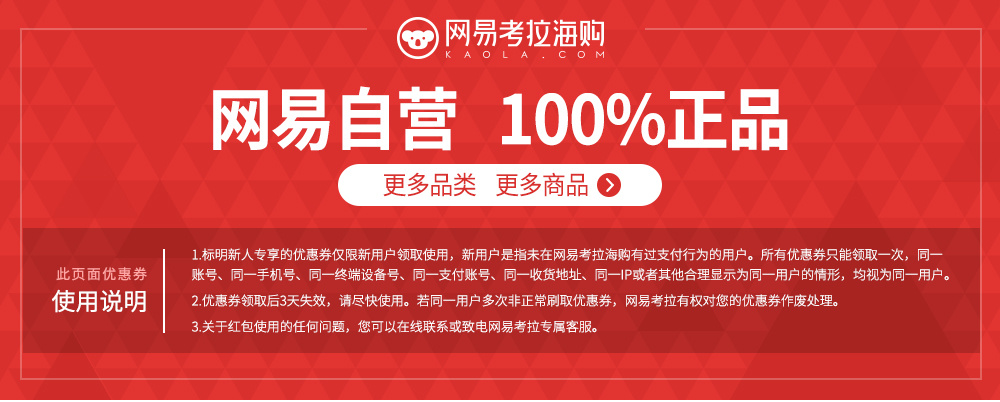 网易考拉海购
KAOLA.COM
网易自营 100%正品
更多品类 更多商品
此页面优惠券
使用说明
1.标明新人专享的优惠券仅限新用户领取使用，新用户是指未在网易考拉海购有过支付行为的用户。所有优惠券只能领取一次，同一
账号、同一手机号、同一终端设备号、同一支付账号、同一收货地址、同一IP或者其他合理显示为同一用户的情形，均视为同一用户。
2.优惠券领取后3天失效，请尽快使用。若同一用户多次非正常刷取优惠券，网易考拉有权对您的优惠券作废处理。
3.关于红包使用的任何问题，您可以在线联系或致电网易考拉专属客服。